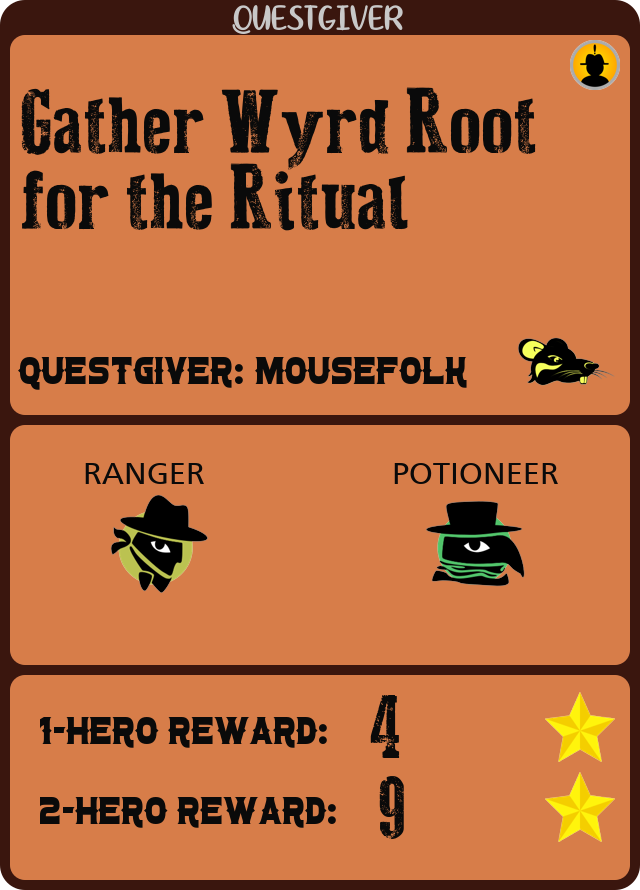 QUESTGIVER
Gather Wyrd Root
for the Ritual
QUESTGIVER: MOUSEFOLK
RANGER
POTIONEER
1-HERO REWARD: 4
2-HERO REWARD: 9